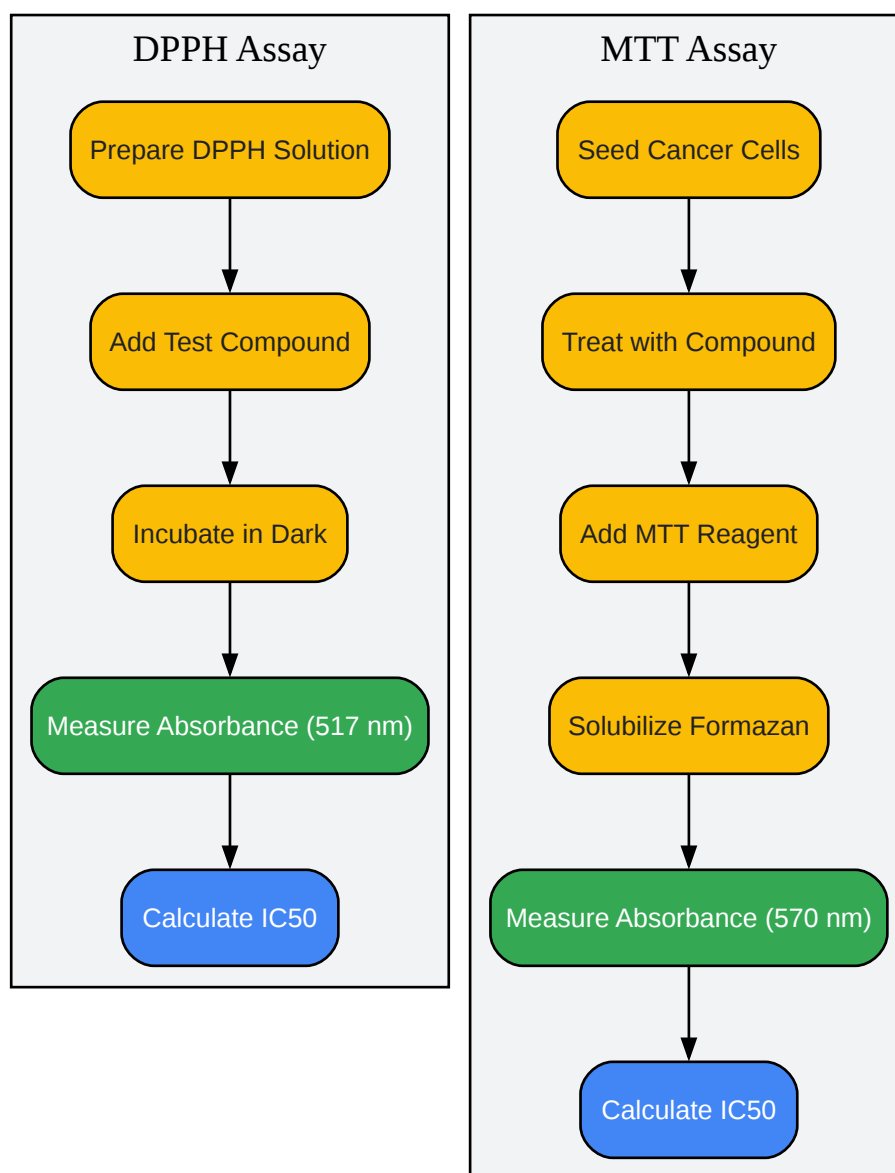 DPPH Assay
Prepare DPPH Solution
Add Test Compound
Incubate in Dark
Measure Absorbance (517 nm)
Calculate IC50
MTT Assay
Seed Cancer Cells
Treat with Compound
Add MTT Reagent
Solubilize Formazan
Measure Absorbance (570 nm)
Calculate IC50